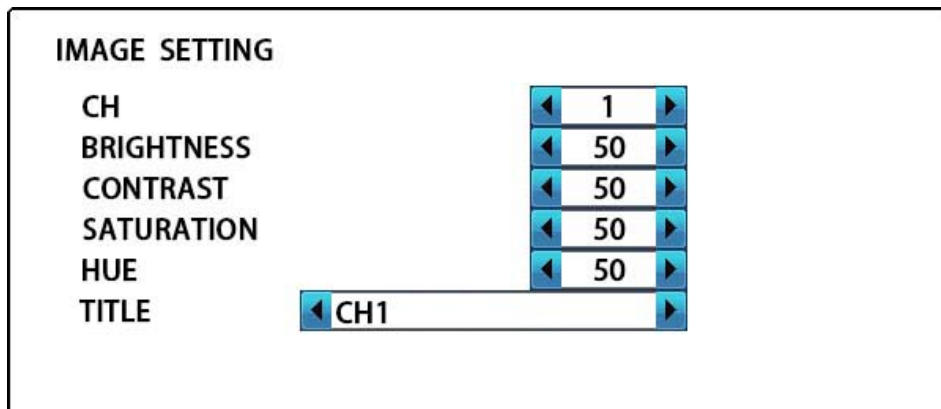 IMAGE SETTING
CH 1
BRIGHTNESS 50
CONTRAST 50
SATURATION 50
HUE 50
TITLE CH1